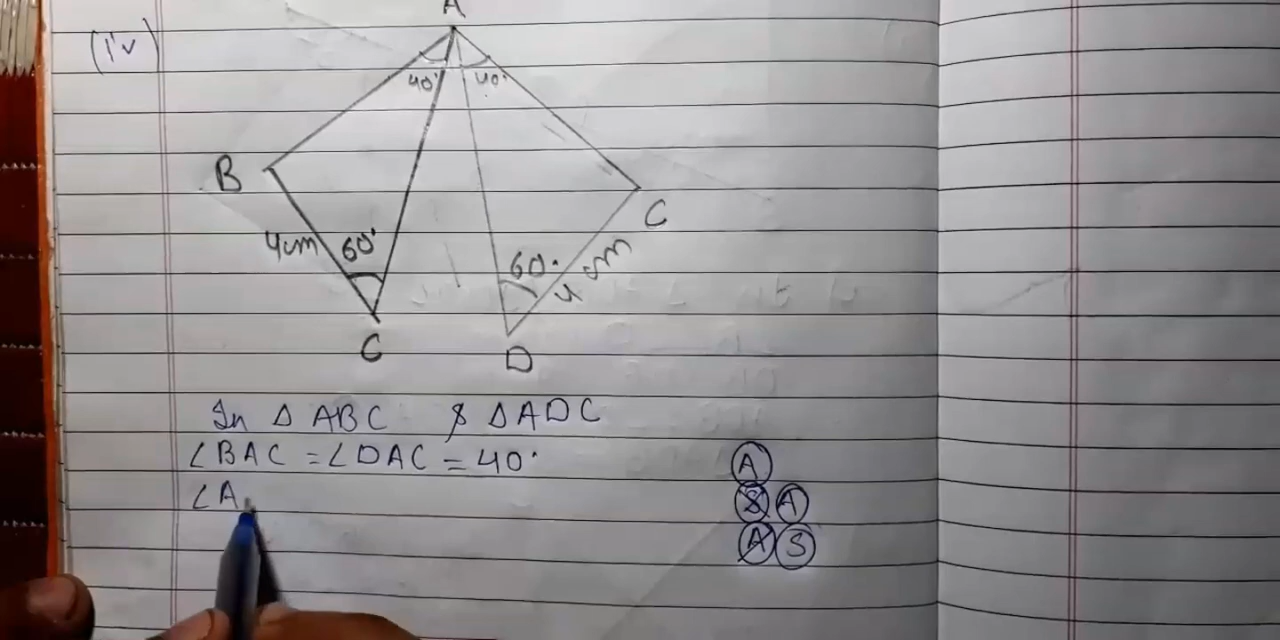 A
(iv)
40° 40°
B
C
4cm 60°
60° 4 cm
C
D
In Δ ABC & Δ ADC
∠BAC = ∠DAC = 40°
∠A
A
S A
A S